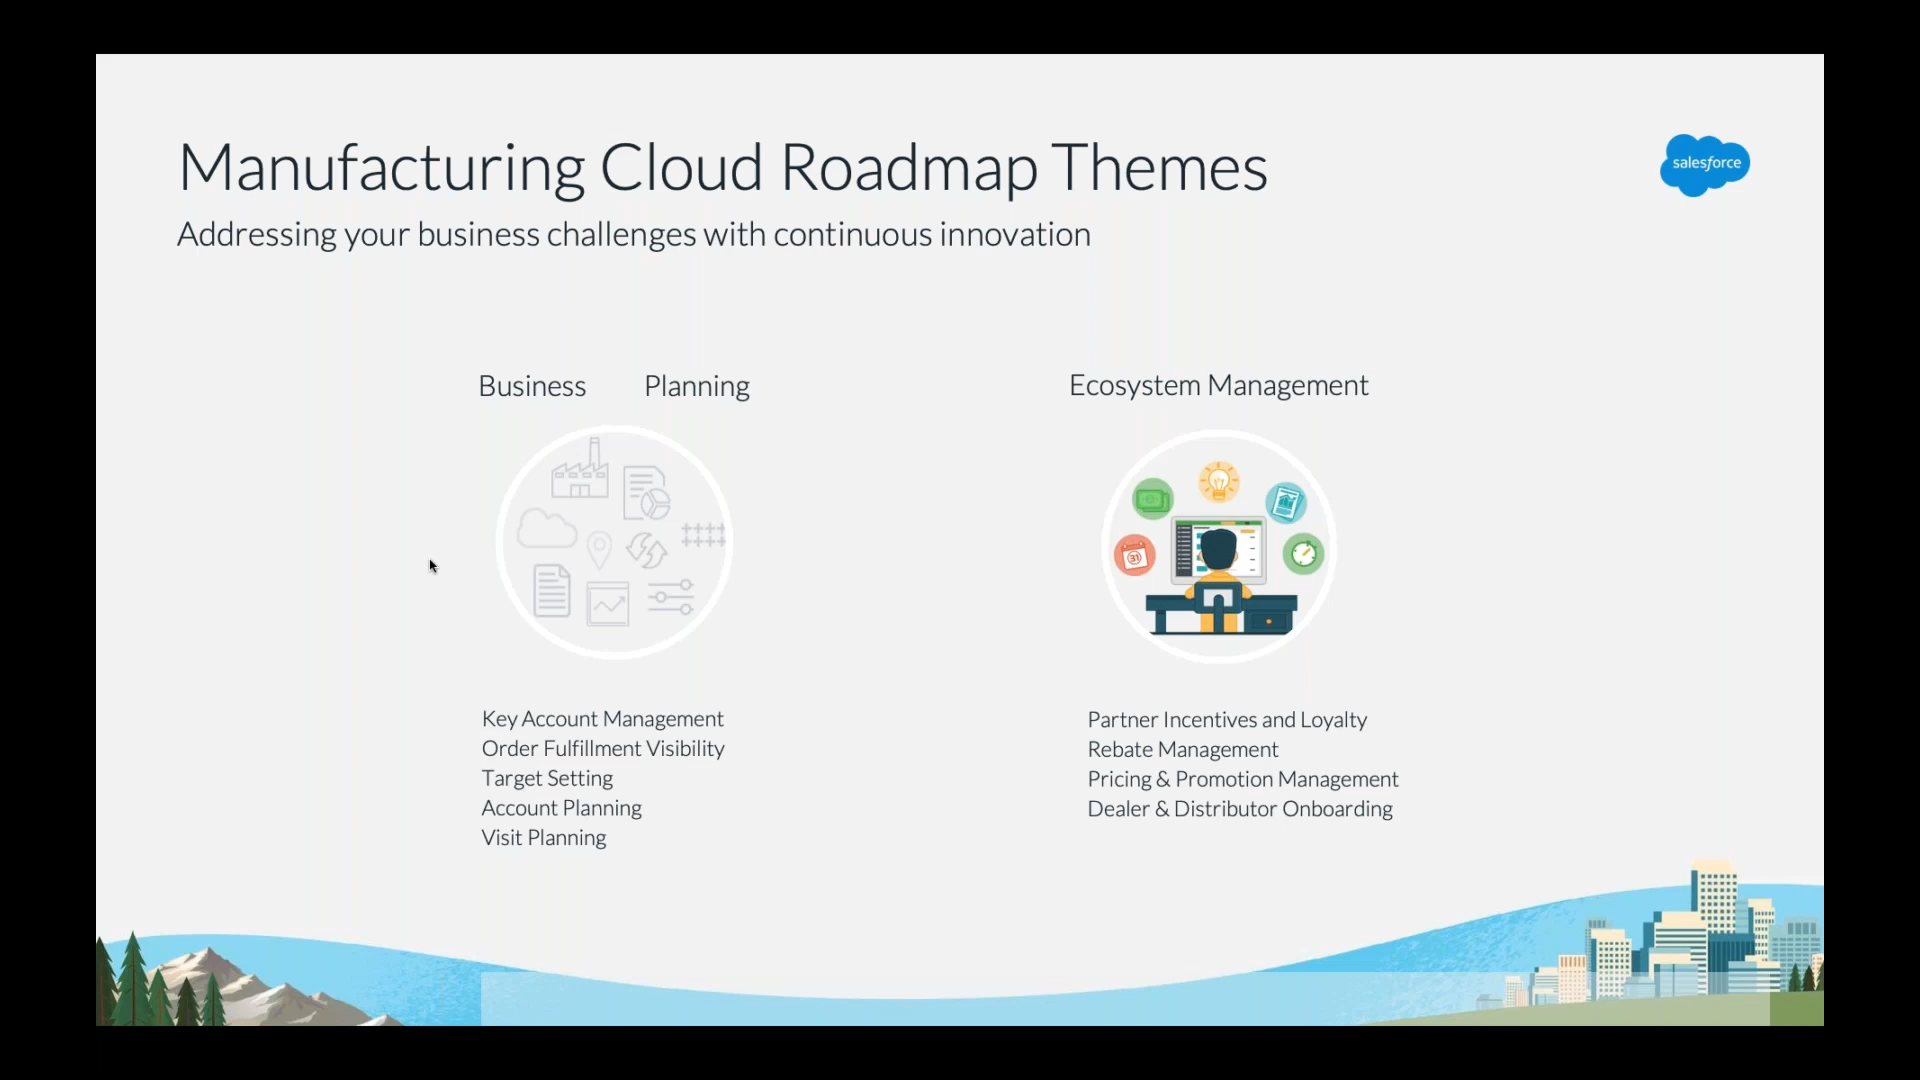 Manufacturing Cloud Roadmap Themes
salesforce
Addressing your business challenges with continuous innovation
Business Planning
Ecosystem Management
31
Key Account Management
Order Fulfillment Visibility
Target Setting
Account Planning
Visit Planning
Partner Incentives and Loyalty
Rebate Management
Pricing & Promotion Management
Dealer & Distributor Onboarding